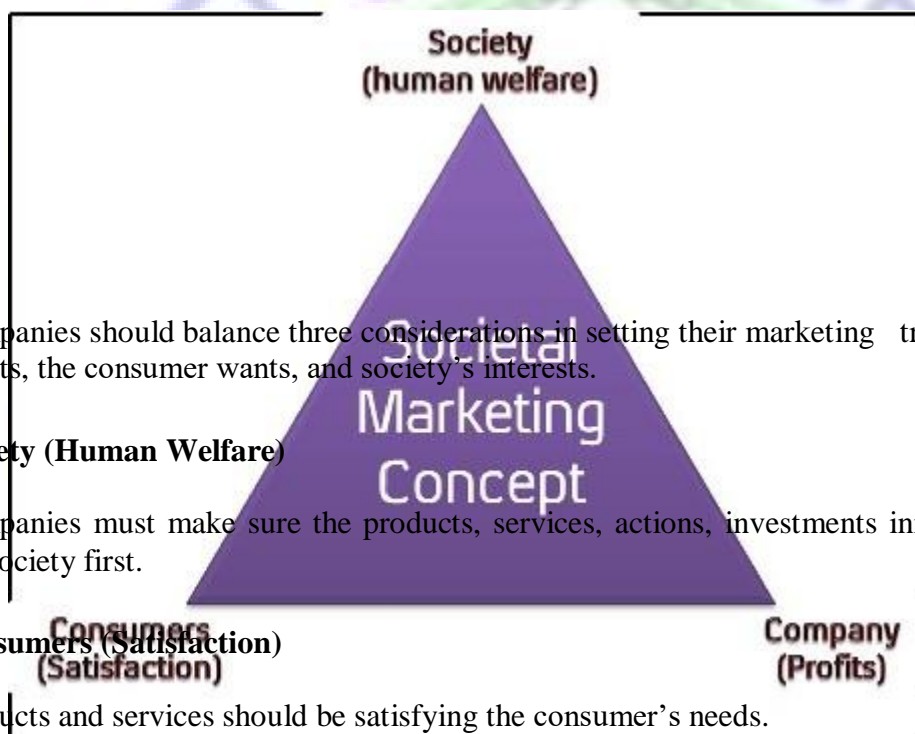 Society
(human welfare)
panies should balance three considerations in setting their marketing tr
ts, the consumer wants, and society's interests.
Societal
Marketing
Concept
ety (Human Welfare)
panies must make sure the products, services, actions, investments in
ociety first.
Consumers
(Satisfaction)
Company
(Profits)
sumers (Satisfaction)
ucts and services should be satisfying the consumer's needs.